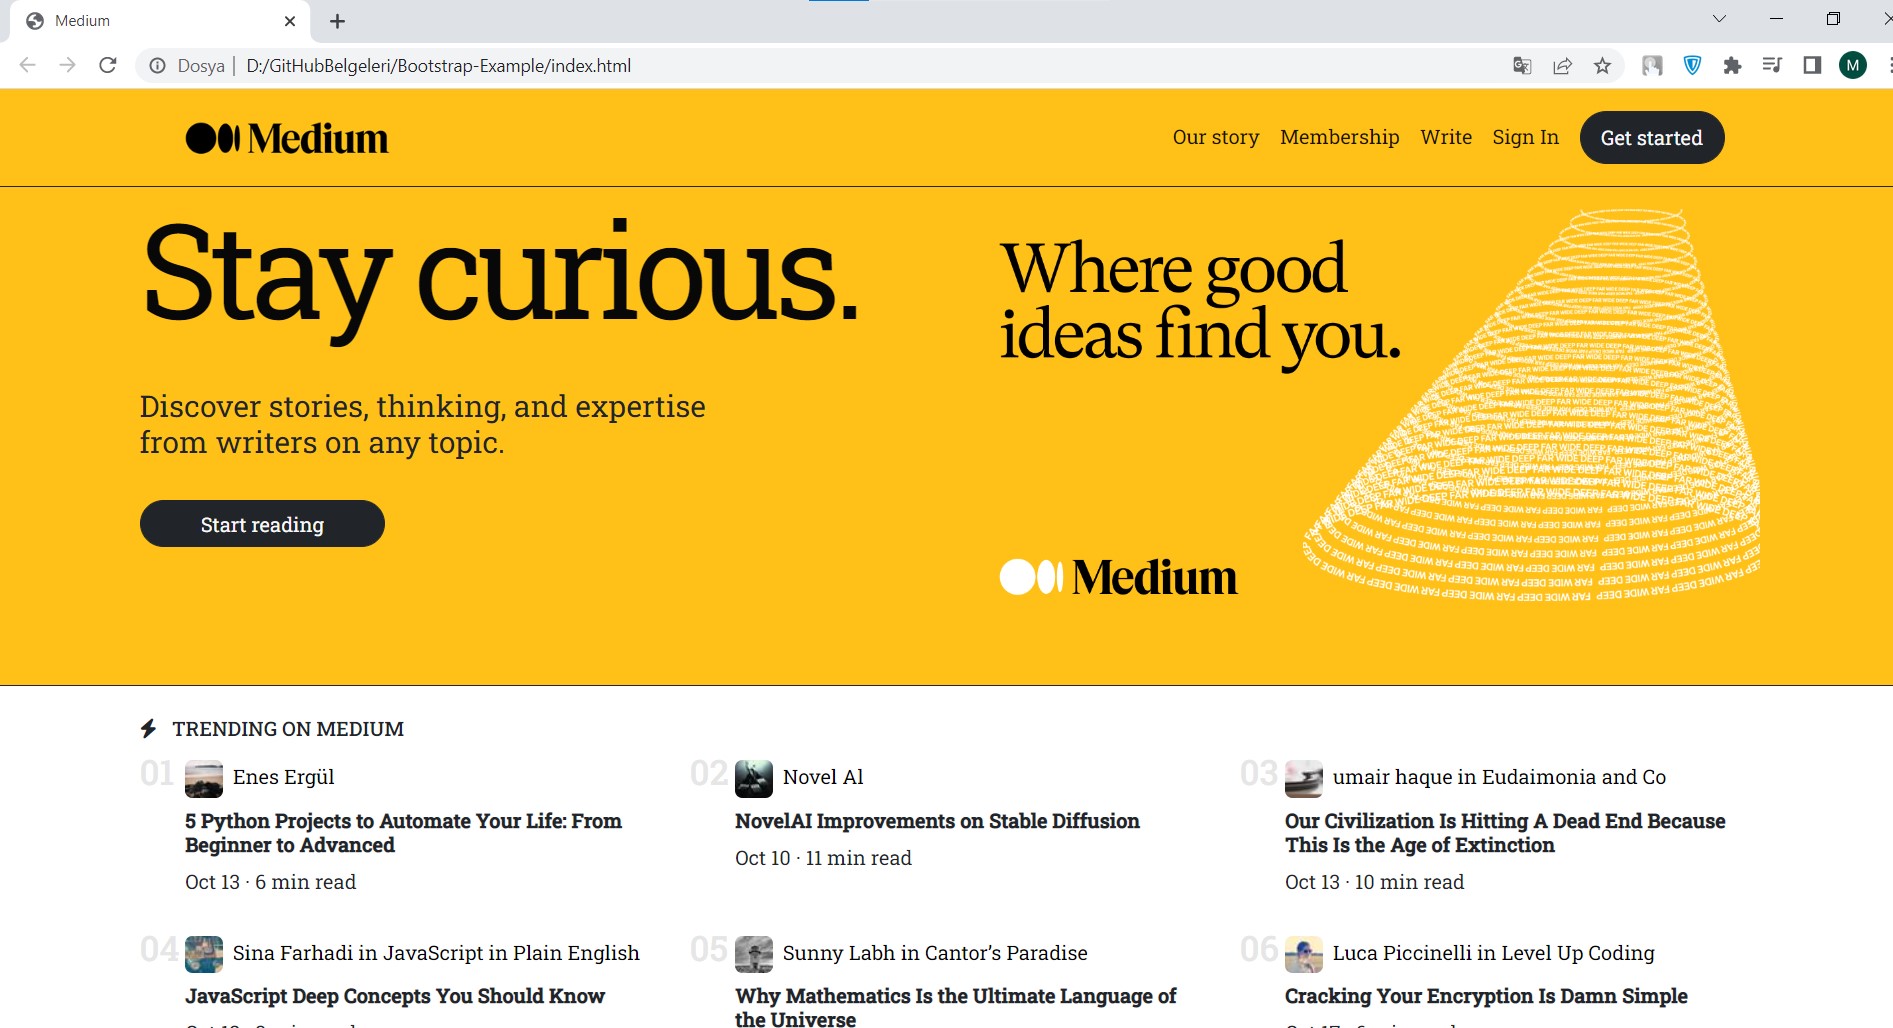 Medium
Dosya | D:/GitHubBelgeleri/Bootstrap-Example/index.html
M
Medium
Our story Membership Write Sign In Get started
Stay curious.
Discover stories, thinking, and expertise
from writers on any topic.
Start reading
Where good
ideas find you.
Medium
TRENDING ON MEDIUM
01 Enes Ergül
5 Python Projects to Automate Your Life: From
Beginner to Advanced
Oct 13 · 6 min read
02 Novel Al
NovelAI Improvements on Stable Diffusion
Oct 10 · 11 min read
03 umair haque in Eudaimonia and Co
Our Civilization Is Hitting A Dead End Because
This Is the Age of Extinction
Oct 13 · 10 min read
04 Sina Farhadi in JavaScript in Plain English
JavaScript Deep Concepts You Should Know
05 Sunny Labh in Cantor’s Paradise
Why Mathematics Is the Ultimate Language of
the Universe
06 Luca Piccinelli in Level Up Coding
Cracking Your Encryption Is Damn Simple